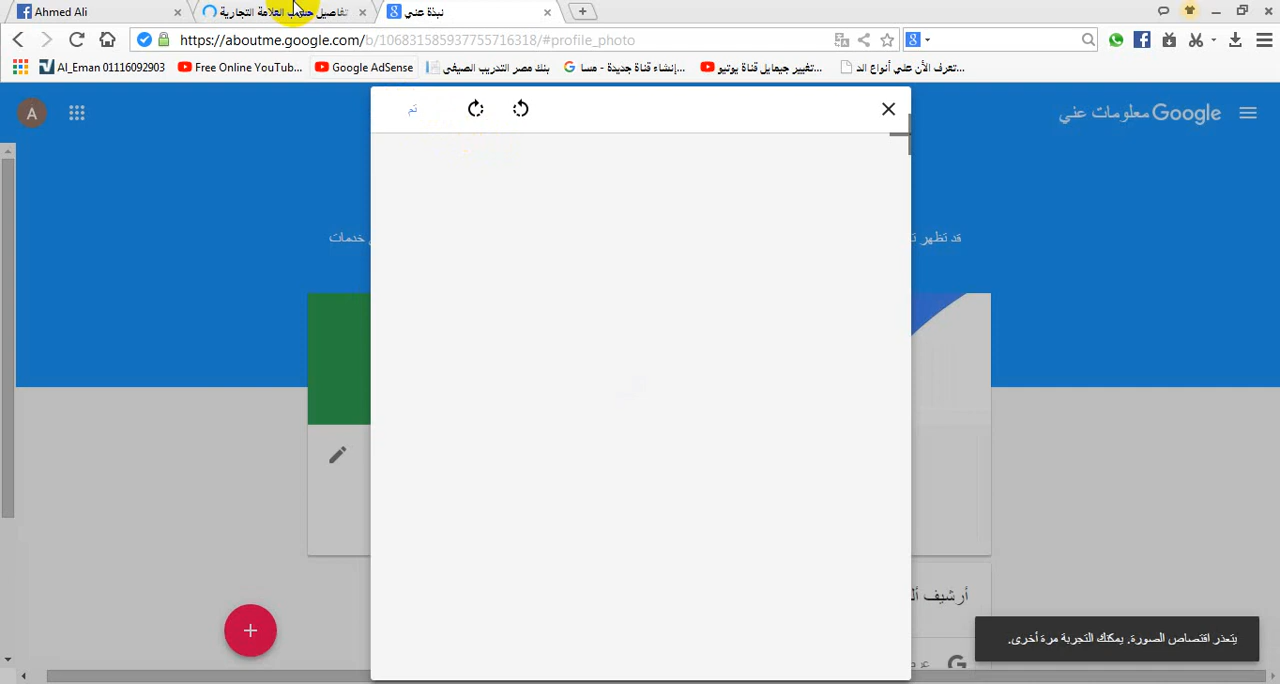 Ahmed Ali
تفاصيل حساب العلامة التجارية
نبذة عني
https://aboutme.google.com/b/106831585937755716318/#profile_photo
Al_Eman 01116092903
Free Online YouTub...
Google AdSense
بنك مصر التدريب الصيفى
إنشاء قناة جديدة - مسا...
تغيير جيمايل قناة يوتيو...
تعرف الأن علي أنواع الد...
A
Google معلومات عني
تم
قد تظهر
خدمات
أرشيف
يتعذر اقتصاص الصورة. يمكنك التجربة مرة أخرى.
G